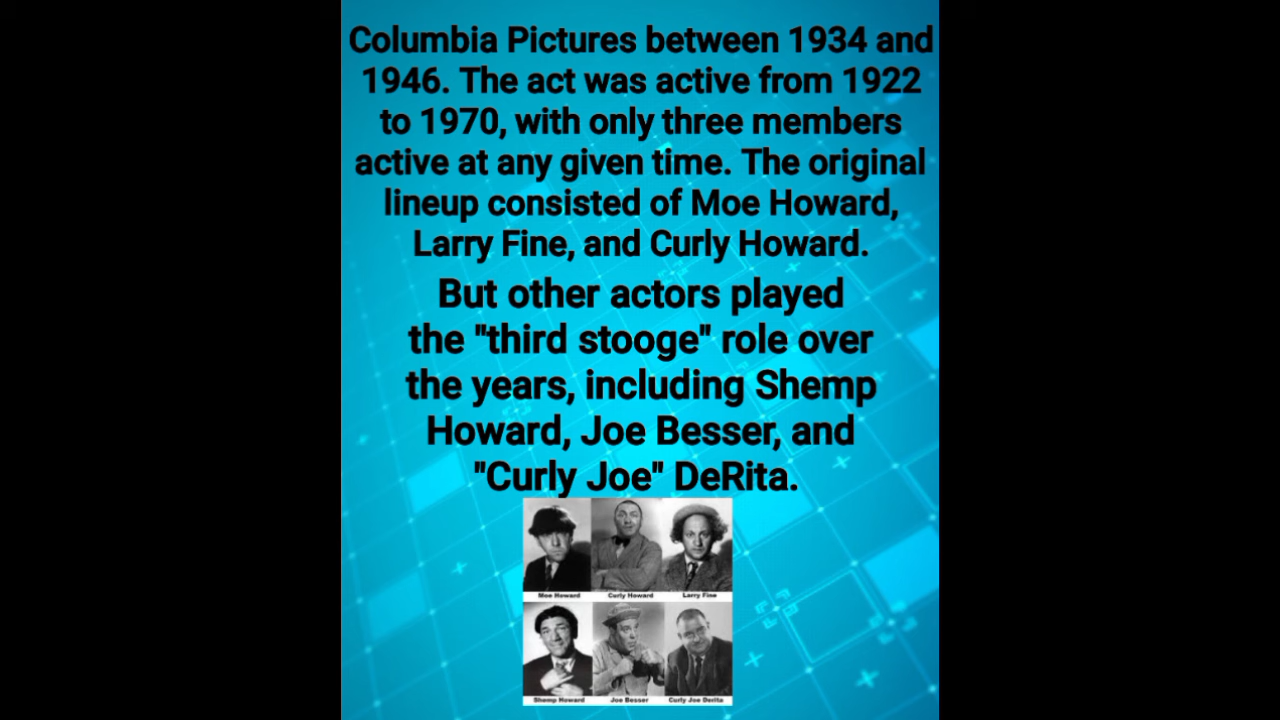 Columbia Pictures between 1934 and
1946. The act was active from 1922
to 1970, with only three members
active at any given time. The original
lineup consisted of Moe Howard,
Larry Fine, and Curly Howard.
But other actors played
the "third stooge" role over
the years, including Shemp
Howard, Joe Besser, and
"Curly Joe" DeRita.
Moe Howard Curly Howard Larry Fine
Shemp Howard Joe Besser Curly Joe Derita